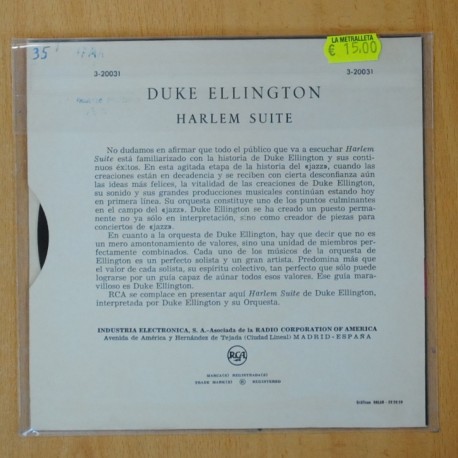 LA METRALLETA
€ 15.00
35
3-20031
3-20031
DUKE ELLINGTON
HARLEM SUITE
No dudamos en afirmar que todo el público que va a escuchar Harlem
Suite está familiarizado con la historia de Duke Ellington y sus conti-
nuos éxitos. En esta agitada etapa de la historia del «jazz», cuando las
creaciones están en decadencia y se reciben con cierta desconfianza aún
las ideas más felices, la vitalidad de las creaciones de Duke Ellington,
su sonido y sus grandes producciones musicales continúan estando hoy
en primera línea. Su orquesta constituye uno de los puntos culminantes
en el campo del «jazz». Duke Ellington se ha creado un puesto perma-
nente no ya sólo en interpretación, sino como creador de piezas para
conciertos de «jazz».
En cuanto a la orquesta de Duke Ellington, hay que decir que no es
un mero amontonamiento de valores, sino una unidad de miembros per-
fectamente combinados. Cada uno de los músicos de la orquesta de
Ellington es un perfecto solista y un gran artista. Predomina más que
el valor de cada solista, su espíritu colectivo, tan perfecto que sólo puede
lograrse por un guía capaz de aúnar todos esos valores. Ese guía mara-
villoso es Duke Ellington.
RCA se complace en presentar aquí Harlem Suite de Duke Ellington,
interpretada por Duke Ellington y su Orquesta.
INDUSTRIA ELECTRONICA, S. A.-Asociada de la RADIO CORPORATION OF AMERICA
Avenida de América y Hernández de Tejada (Ciudad Lineal) MADRID-ESPAÑA
RCA
MARCA(S) REGISTRADA(S)
TRADE MARK(S) ® REGISTERED